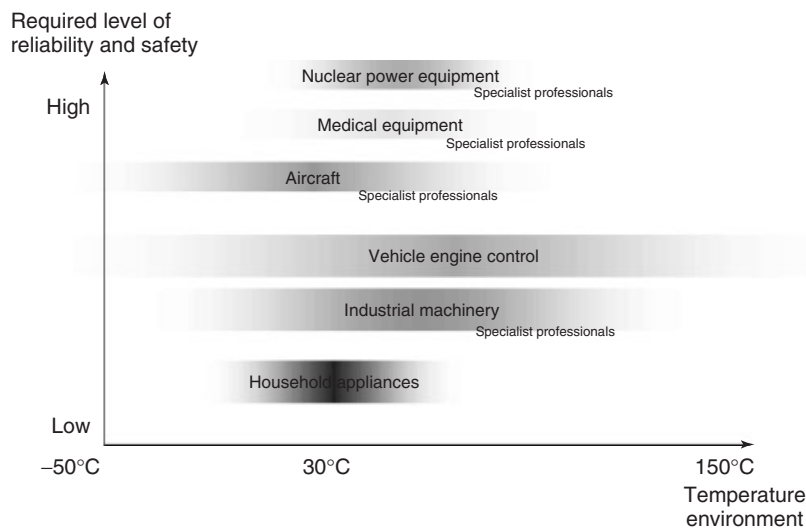 Required level of
reliability and safety
Nuclear power equipment
Specialist professionals
High
Medical equipment
Specialist professionals
Aircraft
Specialist professionals
Vehicle engine control
Industrial machinery
Specialist professionals
Household appliances
Low
–50°C
30°C
150°C
Temperature
environment